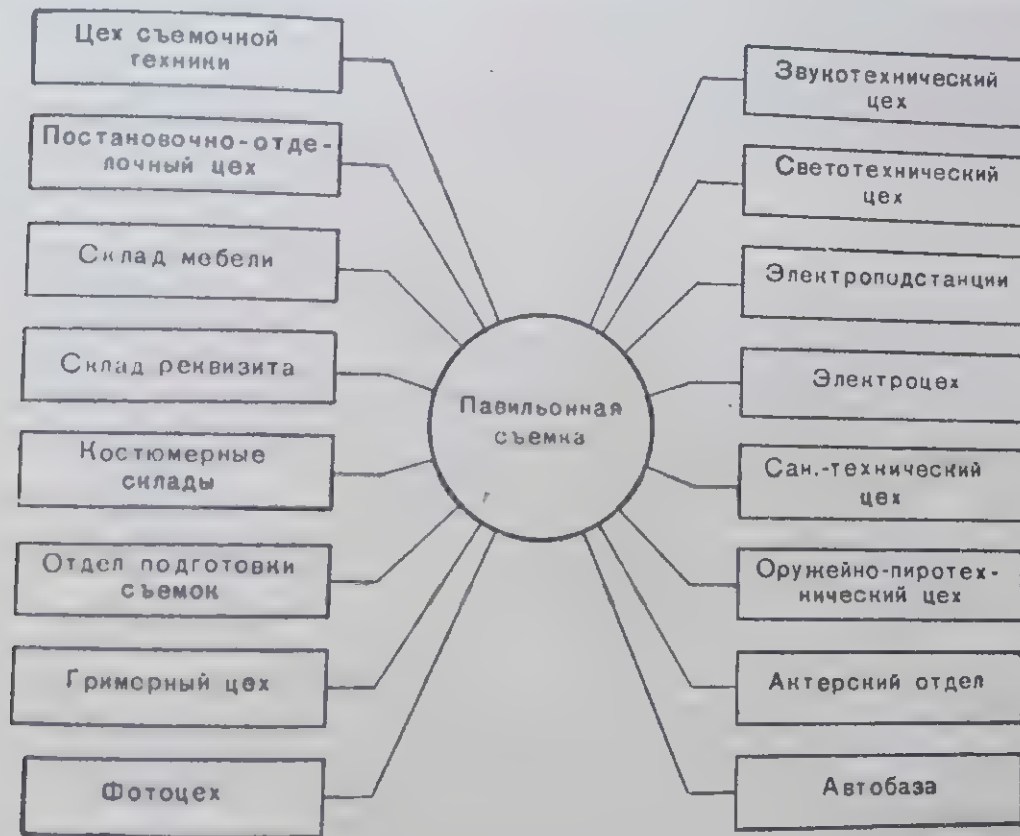 Цех съемочной
техники
Постановочно-отде-
лочный цех
Склад мебели
Склад реквизита
Костюмерные
склады
Отдел подготовки
съемок
Гримерный цех
Фотоцех
Павильонная
съемка
Звукотехнический
цех
Светотехнический
цех
Электроподстанции
Электроцех
Сан.-технический
цех
Оружейно-пиротех-
нический цех
Актерский отдел
Автобаза